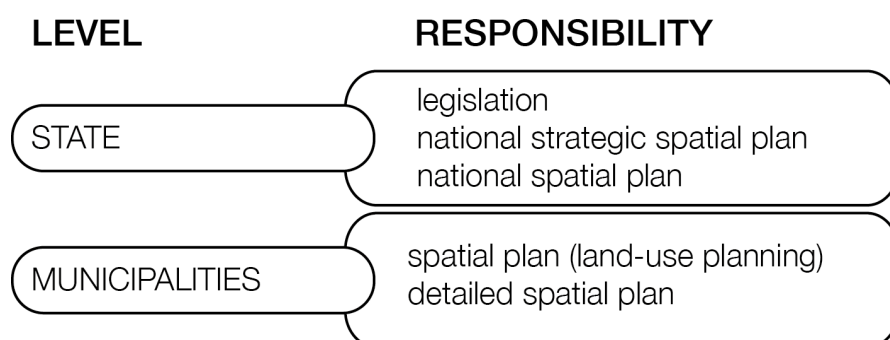 LEVEL RESPONSIBILITY
STATE
legislation
national strategic spatial plan
national spatial plan
MUNICIPALITIES
spatial plan (land-use planning)
detailed spatial plan